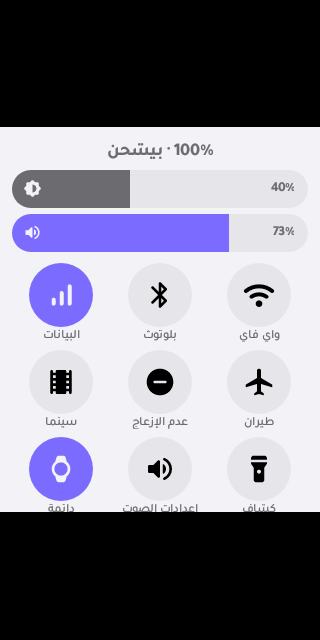 100% · بيشحن
40%
73%
واي فاي بلوتوث البيانات
طيران عدم الإزعاج سينما
كشاف إعدادات الصوت دائمة